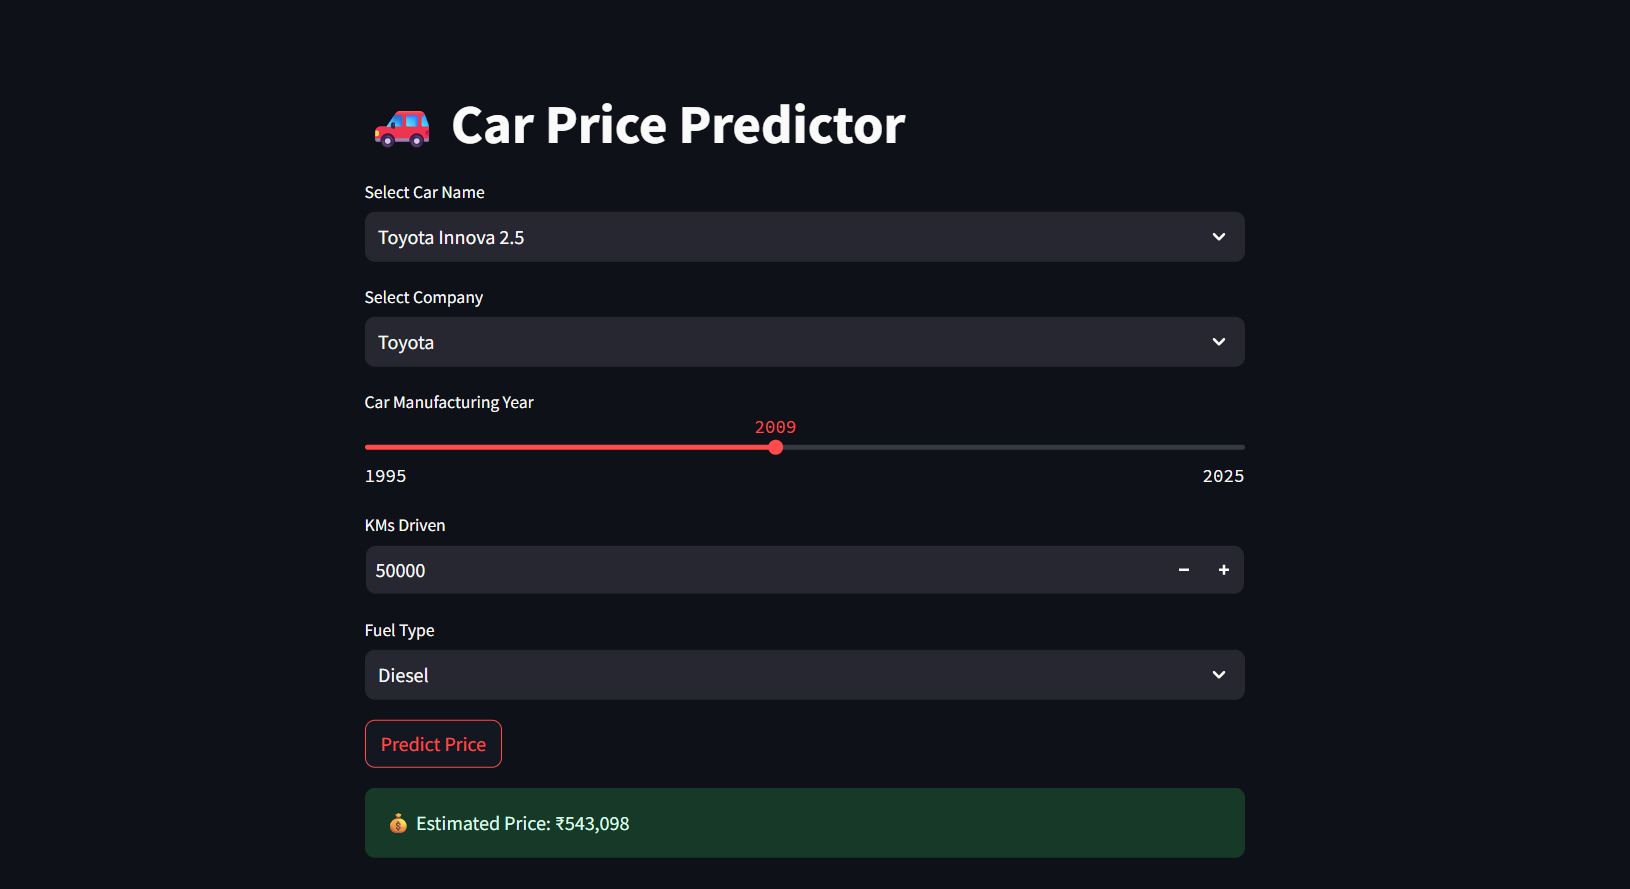 Car Price Predictor
Select Car Name
Toyota Innova 2.5
Select Company
Toyota
Car Manufacturing Year
2009
1995 2025
KMs Driven
50000 − +
Fuel Type
Diesel
Predict Price
Estimated Price: ₹543,098